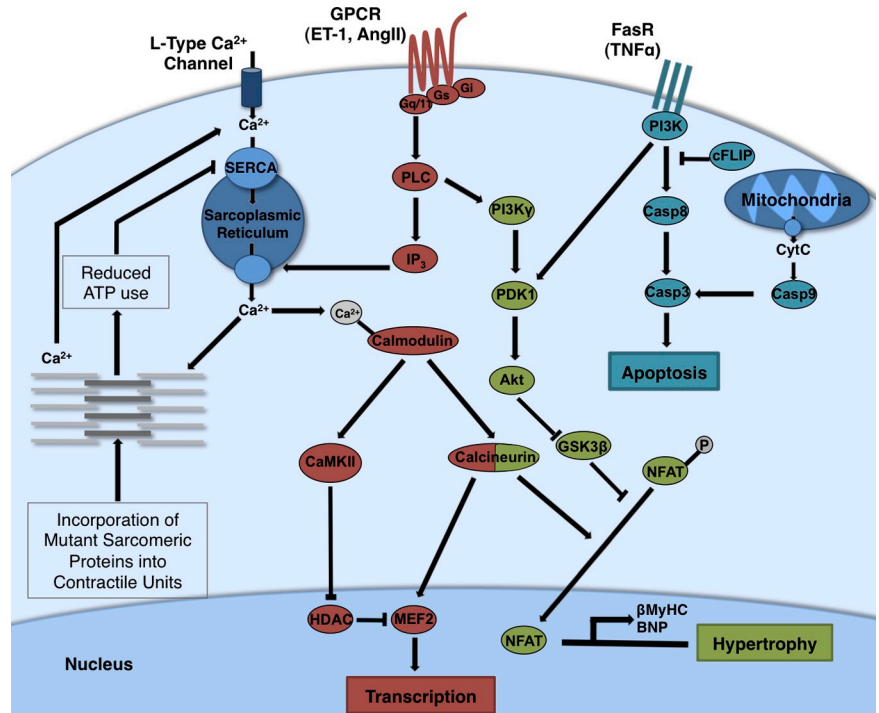 GPCR
(ET-1, AngII)
L-Type Ca²⁺
Channel
FasR
(TNFα)
Gq/11
Gs
Gi
Ca²⁺
PI3K
cFLIP
SERCA
PLC
PI3Kγ
Casp8
Mitochondria
Sarcoplasmic
Reticulum
CytC
IP₃
Reduced
ATP use
PDK1
Casp3
Casp9
Ca²⁺
Ca²⁺
Ca²⁺
Calmodulin
Apoptosis
Akt
GSK3β
P
CaMKII
Calcineurin
NFAT
Incorporation of
Mutant Sarcomeric
Proteins into
Contractile Units
HDAC
MEF2
βMyHC
BNP
NFAT
Hypertrophy
Nucleus
Transcription